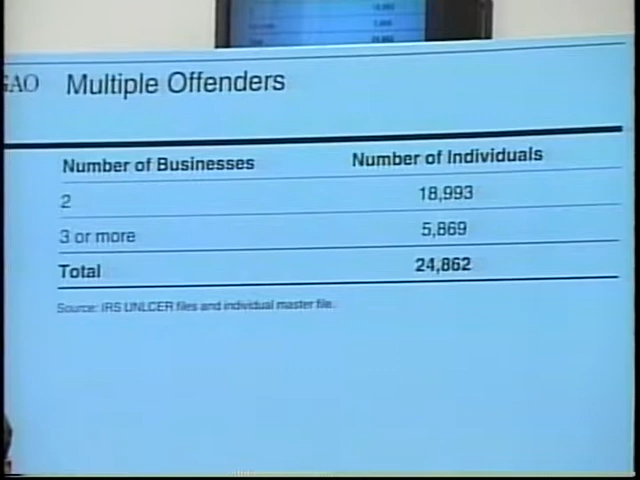 GAO Multiple Offenders
Number of Businesses Number of Individuals
2 18,993
3 or more 5,869
Total 24,862
Source: IRS UNLCER files and individual master file.